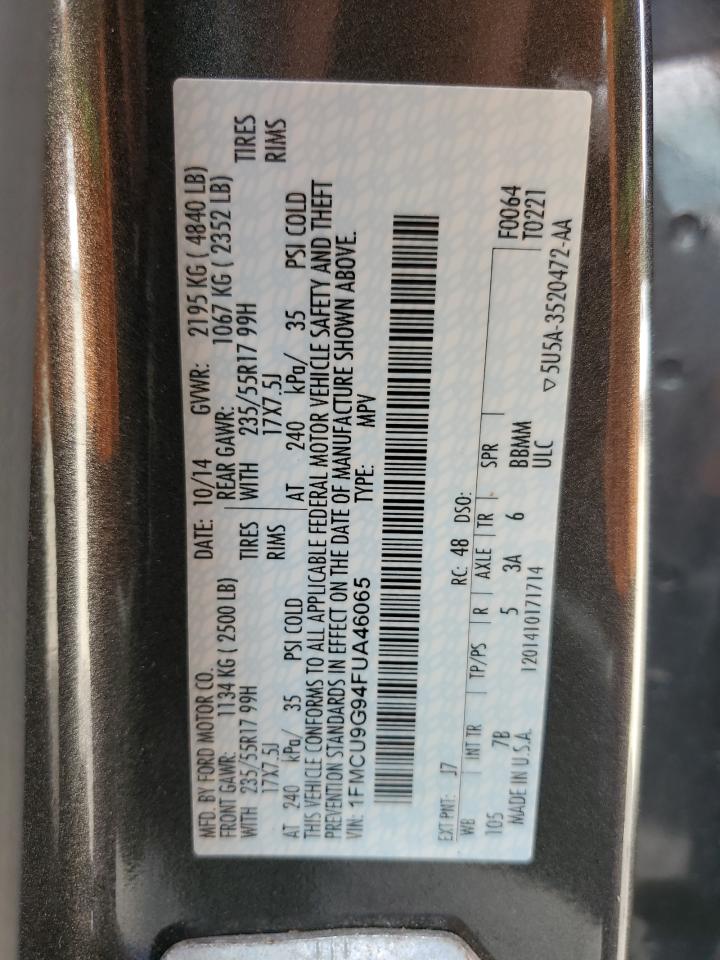 MFD. BY FORD MOTOR CO.
DATE: 10/14 GVWR: 2195 KG ( 4840 LB)
FRONT GAWR: 1134 KG ( 2500 LB) REAR GAWR: 1067 KG ( 2352 LB)
WITH 235/55R17 99H TIRES WITH 235/55R17 99H TIRES
17X7.5J RIMS 17X7.5J RIMS
AT 240 kPa/ 35 PSI COLD AT 240 kPa/ 35 PSI COLD
THIS VEHICLE CONFORMS TO ALL APPLICABLE FEDERAL MOTOR VEHICLE SAFETY AND THEFT
PREVENTION STANDARDS IN EFFECT ON THE DATE OF MANUFACTURE SHOWN ABOVE.
VIN: 1FMCU9G94FUA46065 TYPE: MPV
EXT PNT: J7 RC: 48 DSO:
WB INT TR TP/PS R AXLE TR SPR F0064
105 7B 5 3A 6 BBMM T0221
MADE IN U.S.A. 1201410171714 ULC
▽5U5A-3520472-AA